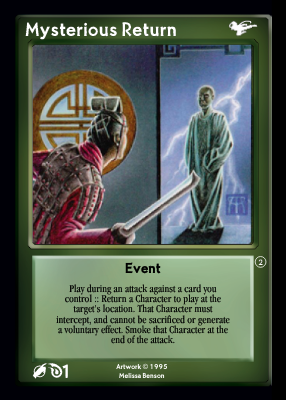 Mysterious Return
2
Event
Play during an attack against a card you
control :: Return a Character to play at the
target's location. That Character must
intercept, and cannot be sacrificed or generate
a voluntary effect. Smoke that Character at the
end of the attack.
1
Artwork © 1995
Melissa Benson